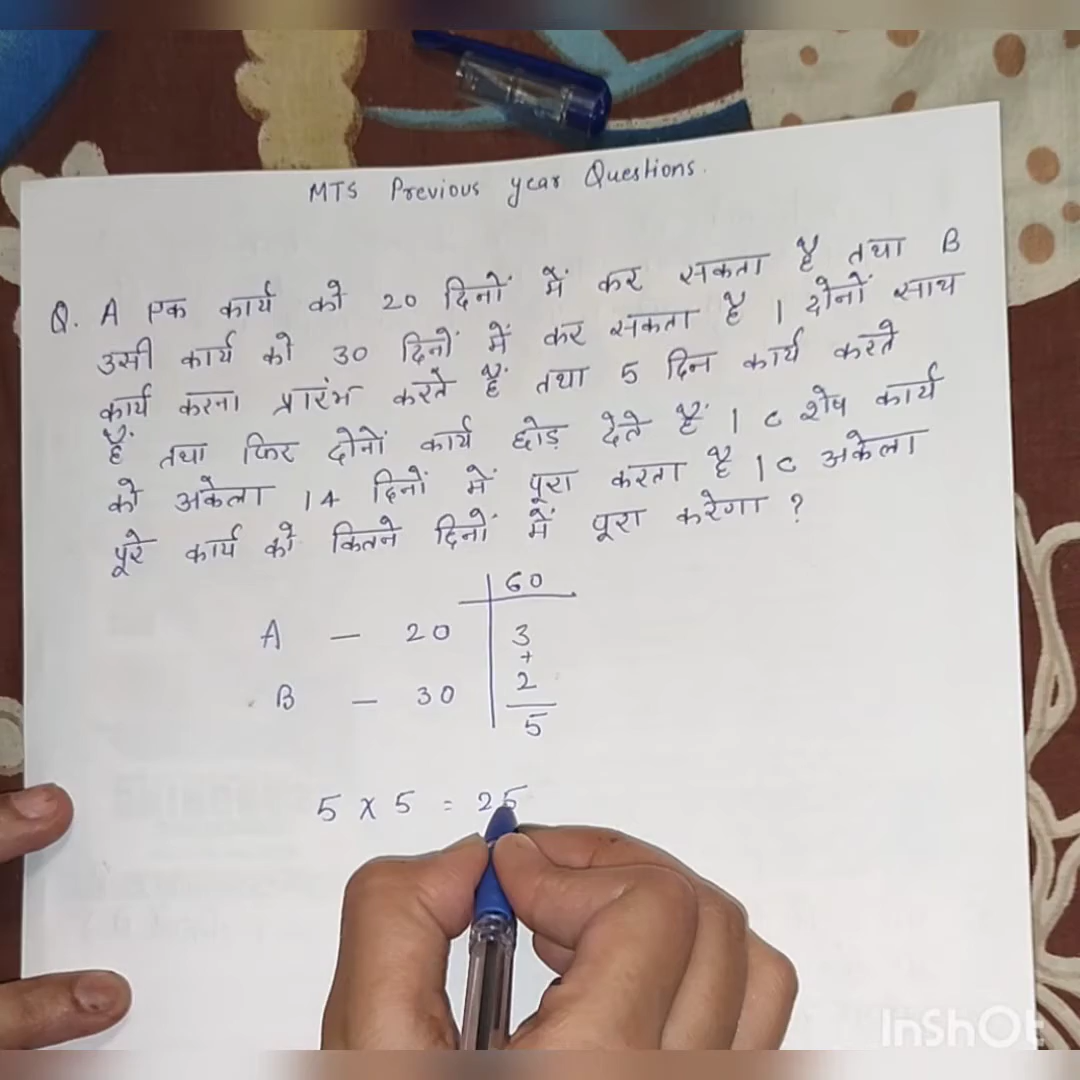 MTS Previous year Questions.
Q. A एक कार्य को 20 दिनों में कर सकता है तथा B
उसी कार्य को 30 दिनों में कर सकता है । दोनों साथ
कार्य करना प्रारंभ करते हैं तथा 5 दिन कार्य करते
हैं तथा फिर दोनों कार्य छोड़ देते हैं । C शेष कार्य
को अकेला 14 दिनों में पूरा करता है । C अकेला
पूरे कार्य को कितने दिनों में पूरा करेगा ?
60
A — 20 3
+
B — 30 2
5
5 x 5 = 25
InShOt